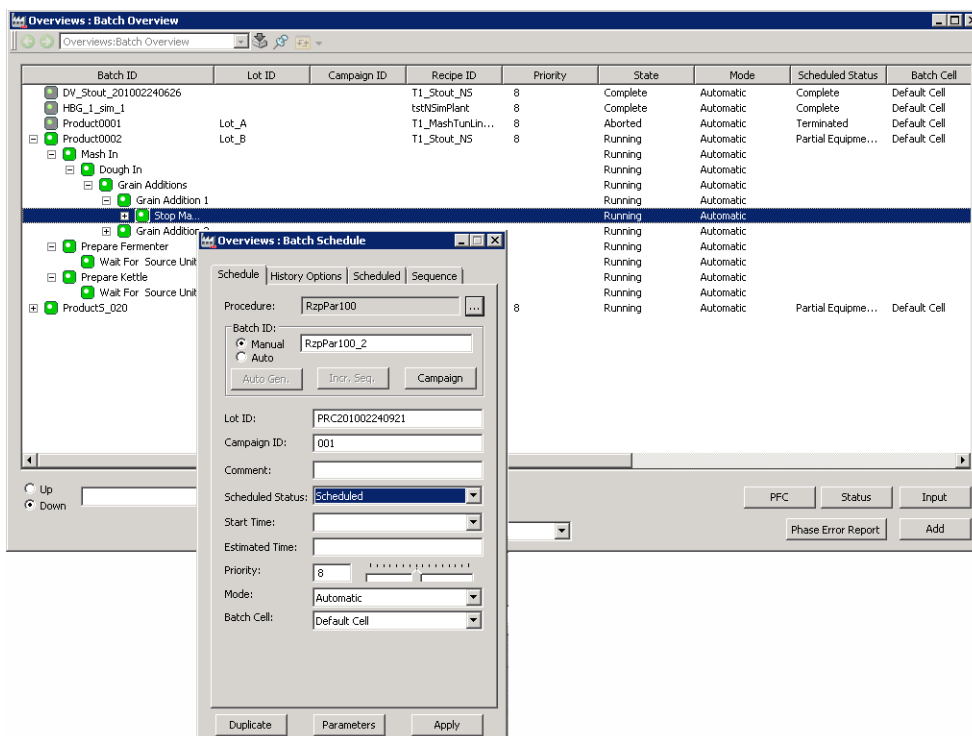 Overviews : Batch Overview
Overviews:Batch Overview
Batch ID Lot ID Campaign ID Recipe ID Priority State Mode Scheduled Status Batch Cell
DV_Stout_201002240626 T1_Stout_NS 8 Complete Automatic Complete Default Cell
HBG_1_sim_1 tstNSimPlant 8 Complete Automatic Complete Default Cell
Product0001 Lot_A T1_MashTunLin... 8 Aborted Automatic Terminated Default Cell
Product0002 Lot_B T1_Stout_NS 8 Running Automatic Partial Equipme... Default Cell
Mash In Running Automatic
Dough In Running Automatic
Grain Additions Running Automatic
Grain Addition 1 Running Automatic
Stop Ma... Running Automatic
Grain Addition Running Automatic
Prepare Fermenter Running Automatic
Wait For Source Unit Running Automatic
Prepare Kettle Running Automatic
Wait For Source Unit Running Automatic
ProductS_020 8 Running Automatic Partial Equipme... Default Cell
Up
Down
PFC Status Input
Phase Error Report Add
Overviews : Batch Schedule
Schedule History Options Scheduled Sequence
Procedure: RzpPar100 ...
Batch ID:
Manual RzpPar100_2
Auto
Auto Gen. Incr. Seq. Campaign
Lot ID: PRC201002240921
Campaign ID: 001
Comment:
Scheduled Status: Scheduled
Start Time:
Estimated Time:
Priority: 8
Mode: Automatic
Batch Cell: Default Cell
Duplicate Parameters Apply